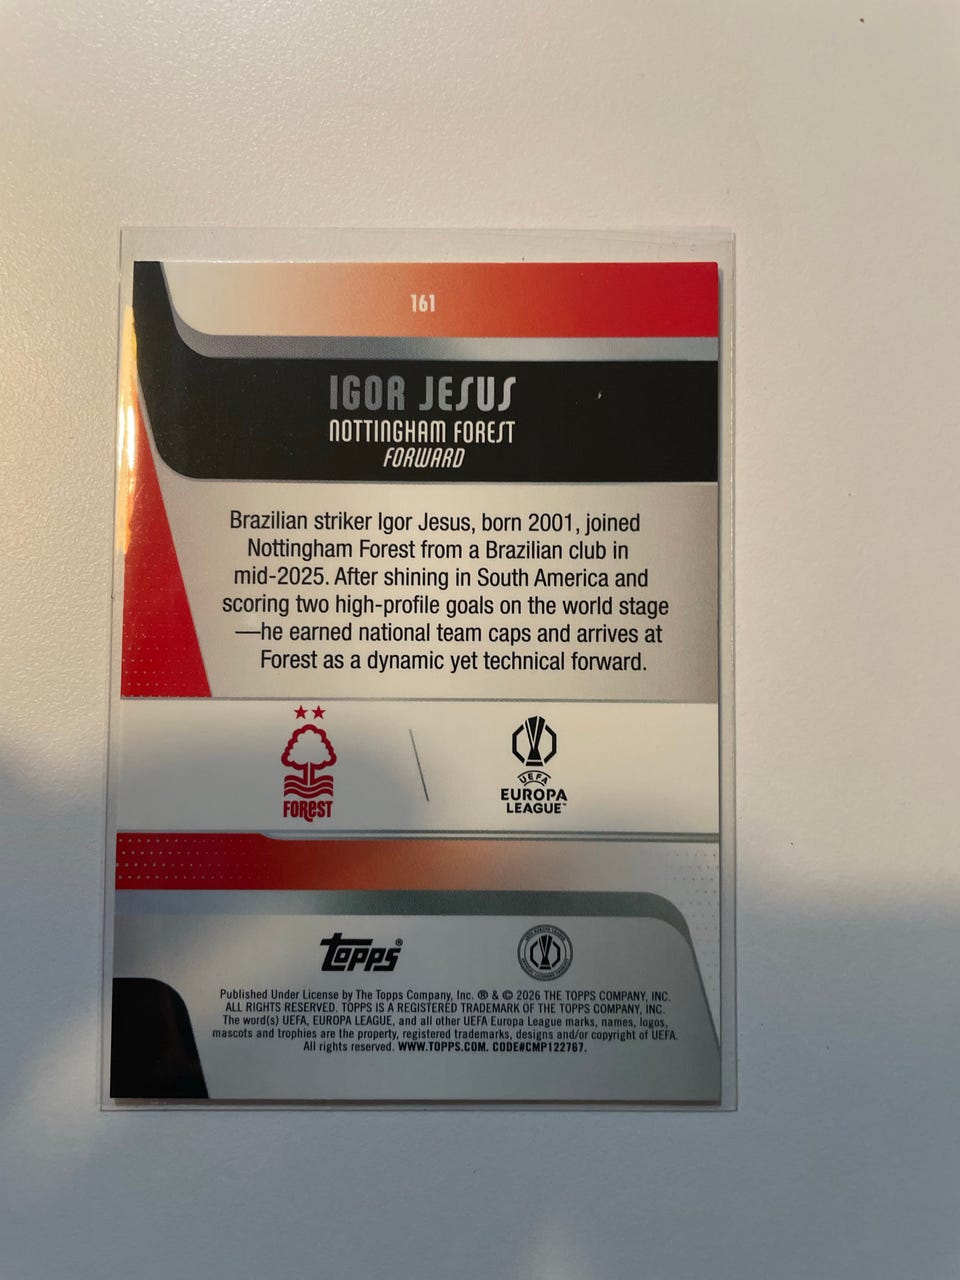 161
IGOR JESUS
NOTTINGHAM FOREST
FORWARD
Brazilian striker Igor Jesus, born 2001, joined
Nottingham Forest from a Brazilian club in
mid-2025. After shining in South America and
scoring two high-profile goals on the world stage
—he earned national team caps and arrives at
Forest as a dynamic yet technical forward.
FOREST
UEFA
EUROPA
LEAGUE™
topps®
Published Under License by The Topps Company, Inc. ® & © 2026 THE TOPPS COMPANY, INC.
ALL RIGHTS RESERVED. TOPPS IS A REGISTERED TRADEMARK OF THE TOPPS COMPANY, INC.
The word(s) UEFA, EUROPA LEAGUE, and all other UEFA Europa League marks, names, logos,
mascots and trophies are the property, registered trademarks, designs and/or copyright of UEFA.
All rights reserved. WWW.TOPPS.COM. CODE#CMP122767.